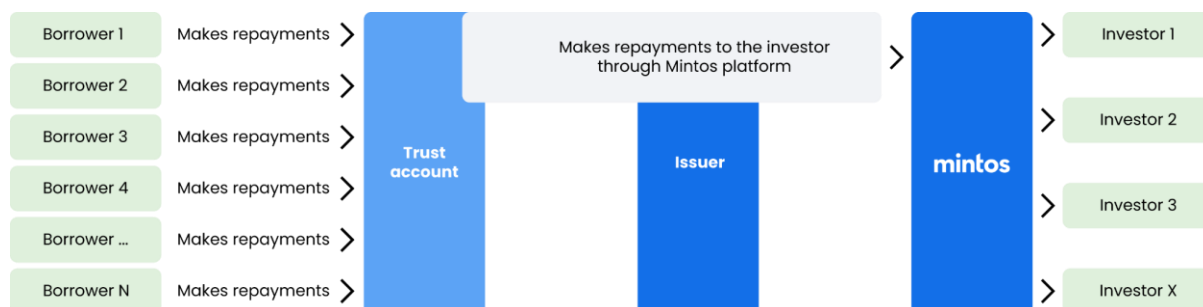 Borrower 1
Makes repayments
Makes repayments to the investor
through Mintos platform
Investor 1
Borrower 2
Makes repayments
Investor 2
Borrower 3
Makes repayments
Trust
account
Issuer
mintos
Borrower 4
Makes repayments
Investor 3
Borrower ...
Makes repayments
Borrower N
Makes repayments
Investor X